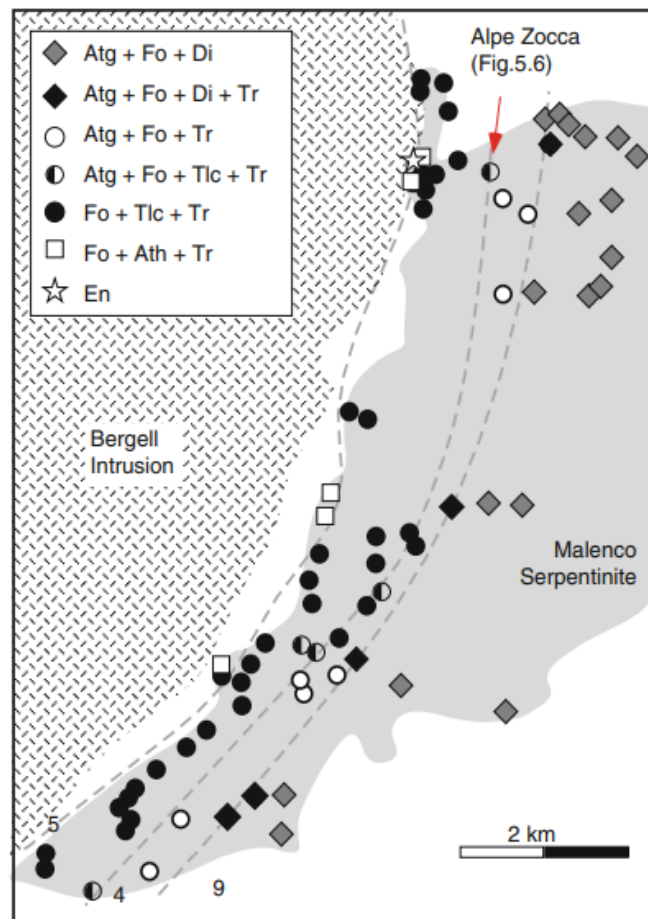 Atg + Fo + Di
Atg + Fo + Di + Tr
Atg + Fo + Tr
Atg + Fo + Tlc + Tr
Fo + Tlc + Tr
Fo + Ath + Tr
En
Alpe Zocca
(Fig.5.6)
Bergell
Intrusion
Malenco
Serpentinite
5
4
9
2 km